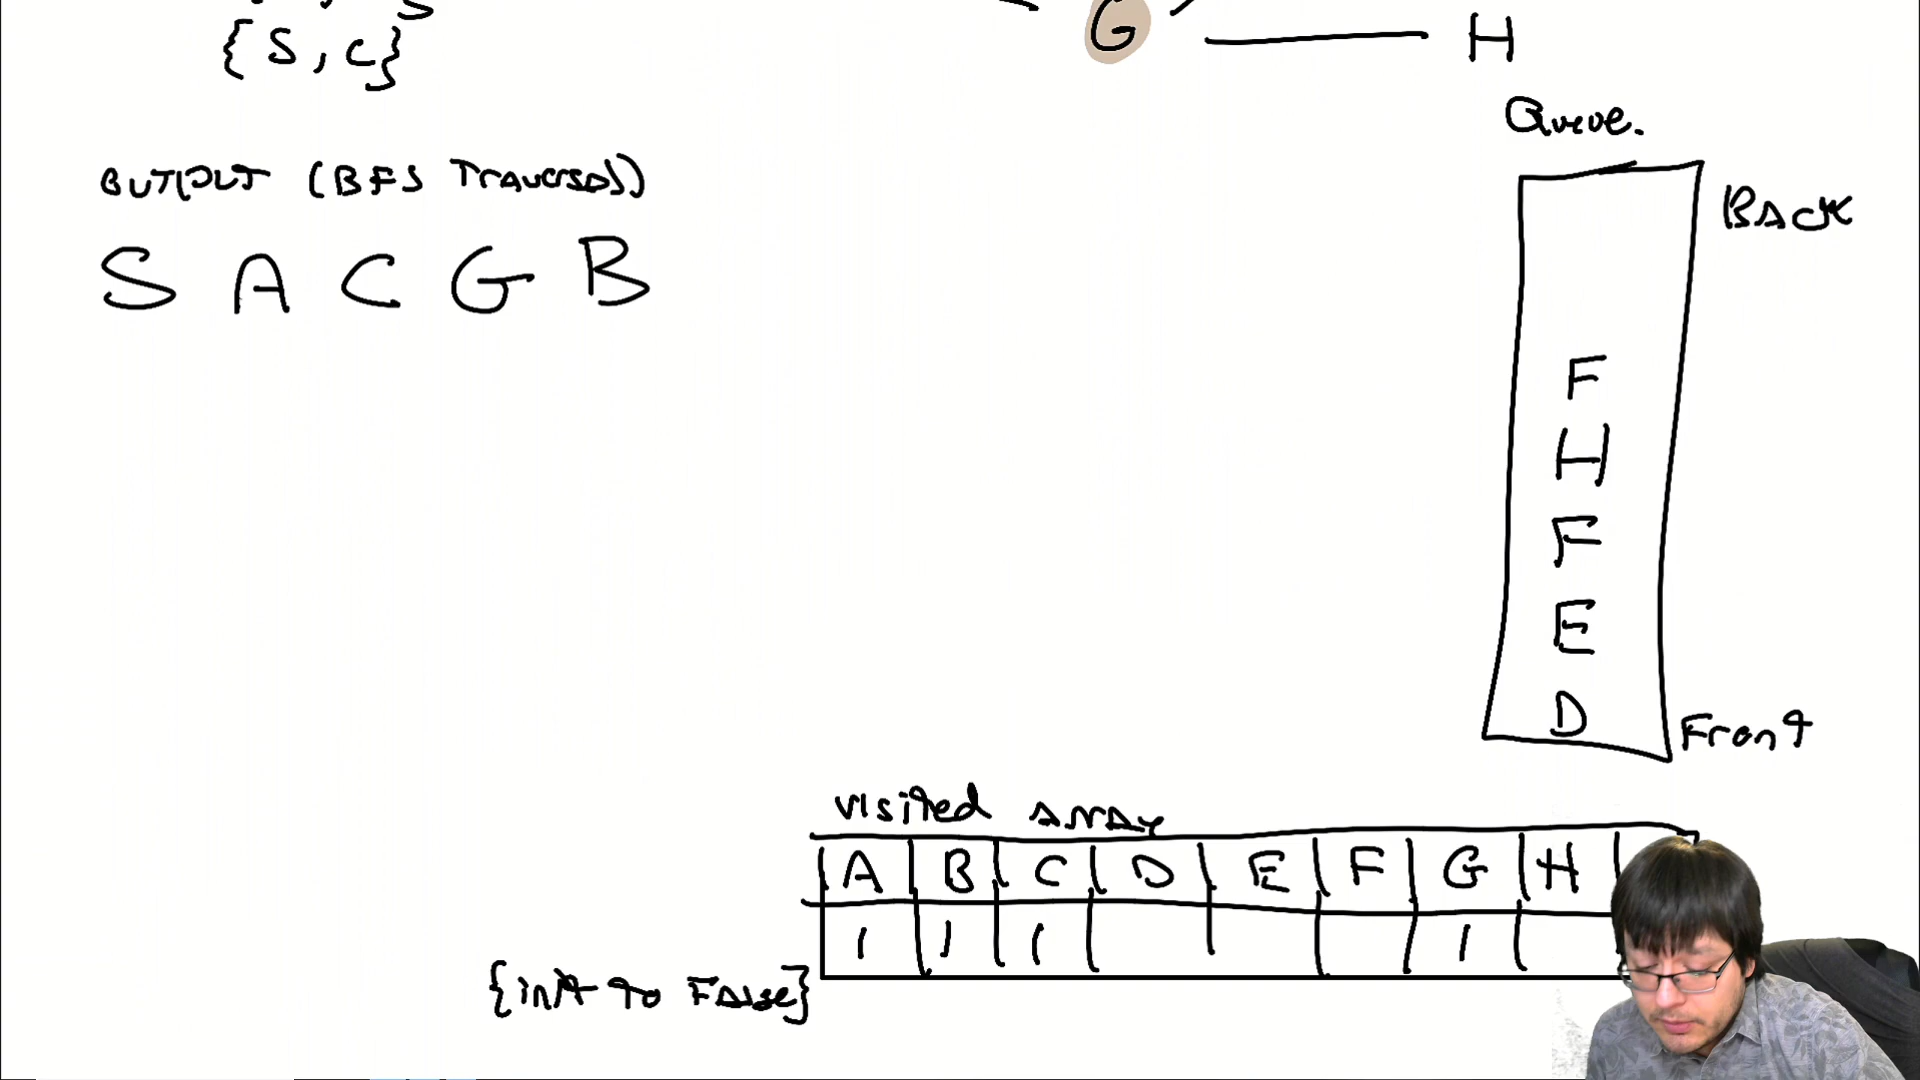 {S, C}
G
H
Queue.
Back
OUTPUT (BFS Traversal)
S A C G B
F
H
F
E
D
Front
visited array
A B C D E F G H
1 1 1 1
{init to False}